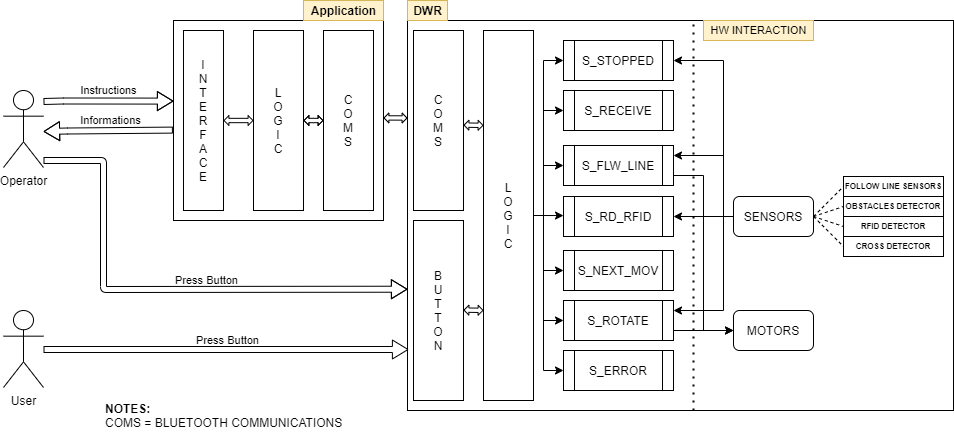 Application
DWR
HW INTERACTION
INTERFACE
LOGIC
COMS
COMS
LOGIC
BUTTON
Instructions
Informations
Operator
Press Button
Press Button
User
S_STOPPED
S_RECEIVE
S_FLW_LINE
S_RD_RFID
S_NEXT_MOV
S_ROTATE
S_ERROR
SENSORS
MOTORS
FOLLOW LINE SENSORS
OBSTACLES DETECTOR
RFID DETECTOR
CROSS DETECTOR
NOTES:
COMS = BLUETOOTH COMMUNICATIONS